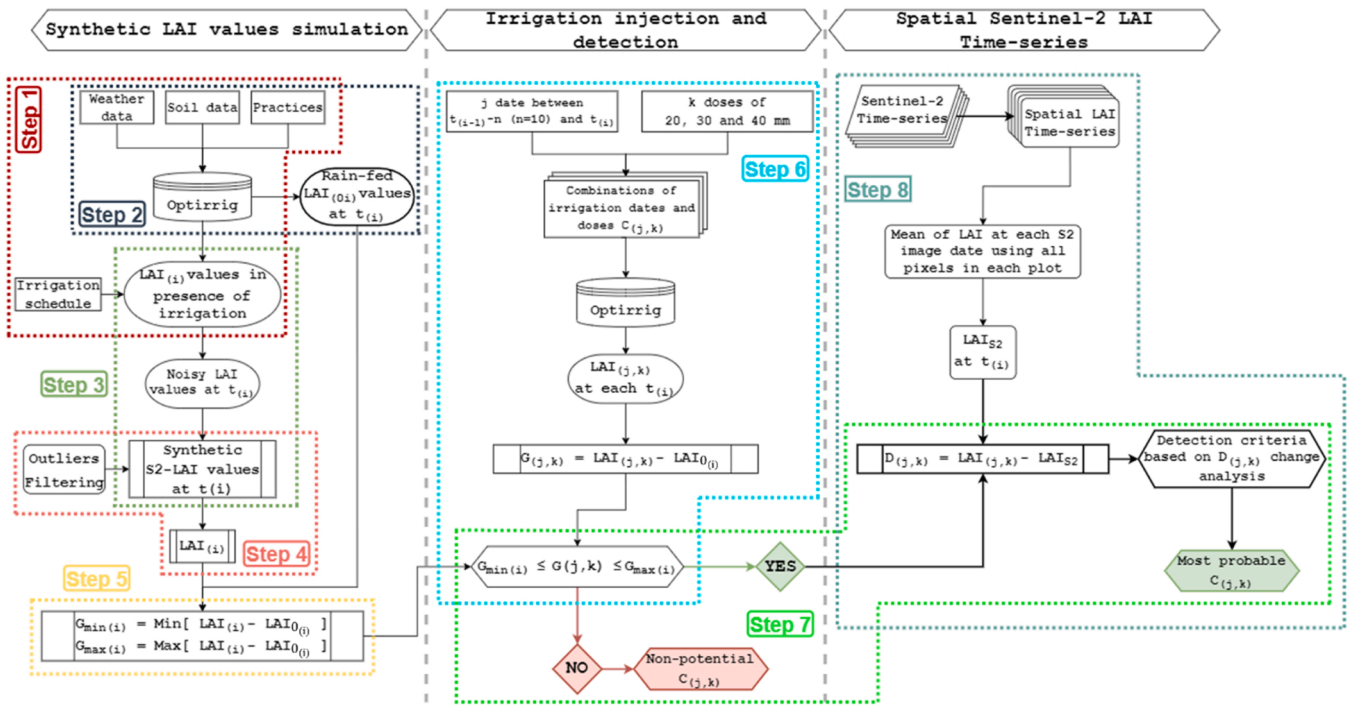 Synthetic LAI values simulation
Irrigation injection and
detection
Spatial Sentinel-2 LAI
Time-series
Step 1
Weather
data
Soil data
Practices
Optirrig
Rain-fed
LAI(0i) values
at t(i)
Step 2
Irrigation
schedule
LAI(i) values in
presence of
irrigation
Step 3
Noisy LAI
values at t(i)
Outliers
Filtering
Synthetic
S2-LAI values
at t(i)
LAI(i)
Step 4
Step 5
Gmin(i) = Min[ LAI(i)- LAI0(i) ]
Gmax(i) = Max[ LAI(i)- LAI0(i) ]
j date between
t(i-1)-n (n=10) and t(i)
k doses of
20, 30 and 40 mm
Step 6
Combinations of
irrigation dates and
doses C(j,k)
Optirrig
LAI(j,k)
at each t(i)
G(j,k) = LAI(j,k)- LAI0(i)
Gmin(i) ≤ G(j,k) ≤Gmax(i)
YES
Step 7
NO
Non-potential
C(j,k)
Sentinel-2
Time-series
Spatial LAI
Time-series
Step 8
Mean of LAI at each S2
image date using all
pixels in each plot
LAIS2
at t(i)
D(j,k) = LAI(j,k)- LAIS2
Detection criteria
based on D(j,k) change
analysis
Most probable
C(j,k)